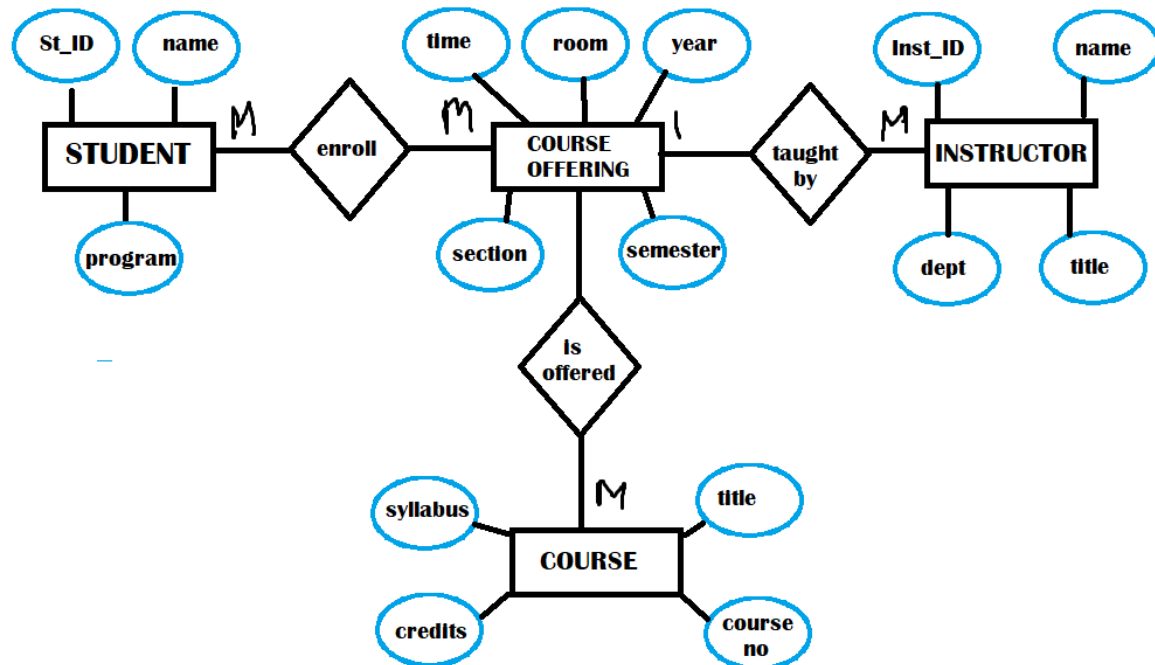 St_ID
name
time
room
year
Inst_ID
name
M
M
1
M
STUDENT
enroll
COURSE
OFFERING
taught
by
INSTRUCTOR
program
section
semester
dept
title
is
offered
M
syllabus
title
COURSE
credits
course
no